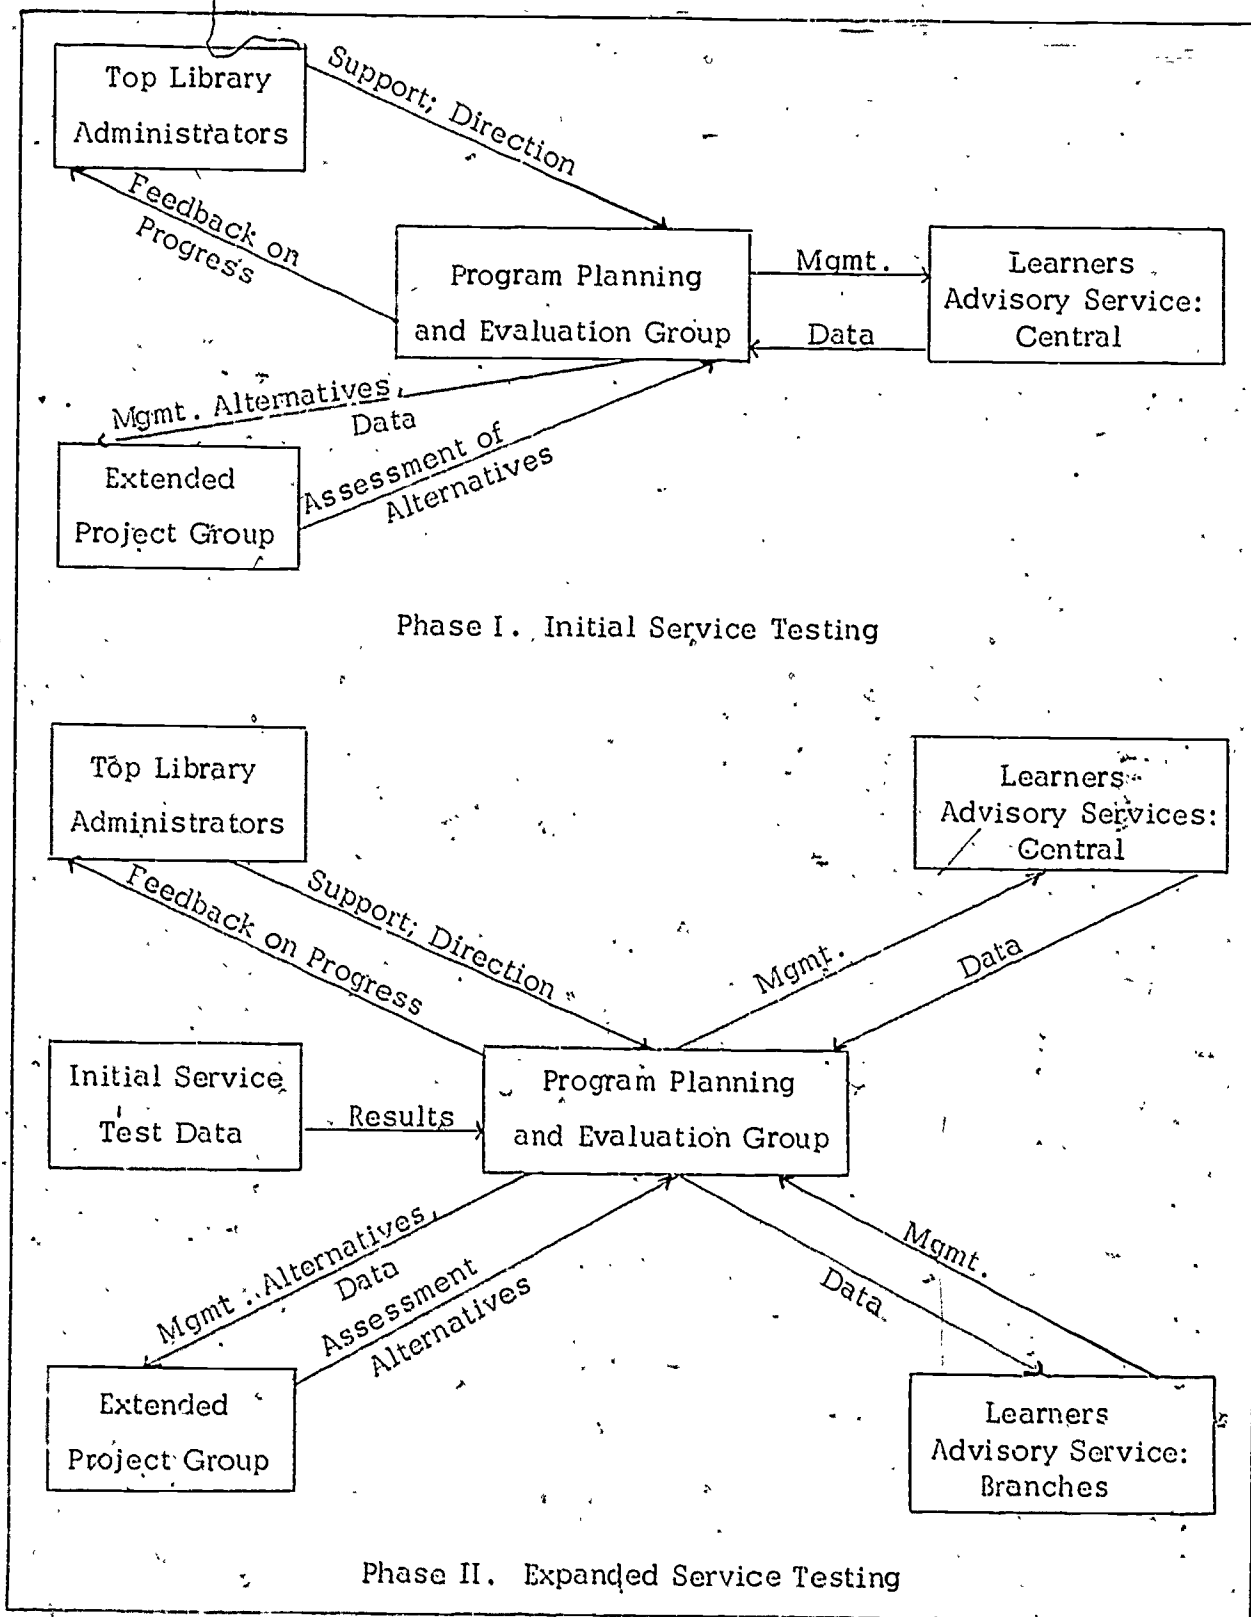 Top Library
Administrators
Support; Direction
Feedback on
Progress
Program Planning
and Evaluation Group
Mgmt.
Data
Learners
Advisory Service:
Central
Mgmt. Alternatives,
Data
Assessment of
Alternatives
Extended
Project Group
Phase I. Initial Service Testing
Top Library
Administrators
Learners
Advisory Services:
Central
Feedback on Progress
Support; Direction
Mgmt.
Data
Initial Service
Test Data
Results
Program Planning
and Evaluation Group
Mgmt. Alternatives,
Data
Assessment
Alternatives
Mgmt.
Data
Extended
Project Group
Learners
Advisory Service:
Branches
Phase II. Expanded Service Testing